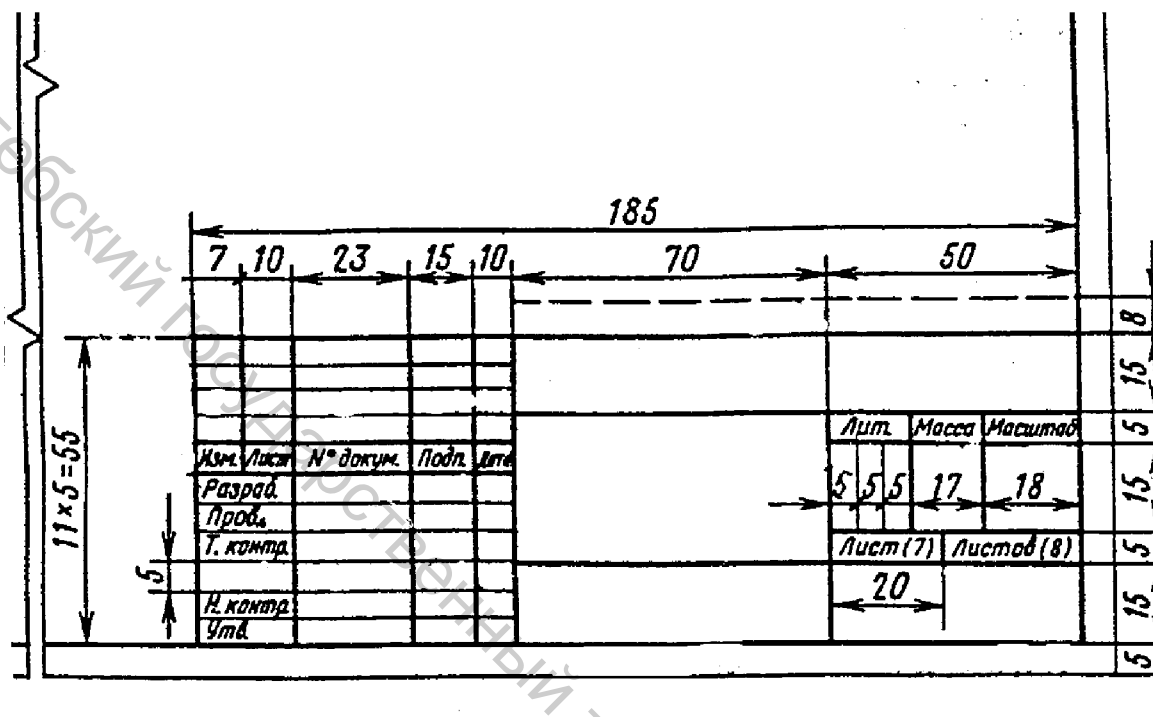 185
7 10 23 15 10 70 50
8
15
Лит. Масса Масштаб
5
Изм. Лист № докум. Подп. Дата
11×5=55
Разраб.
5 5 5 17 18
15
Пров.
Т. контр.
Лист (7) Листов (8)
5
5
20
Н. контр.
15
Утв.
5
государственный